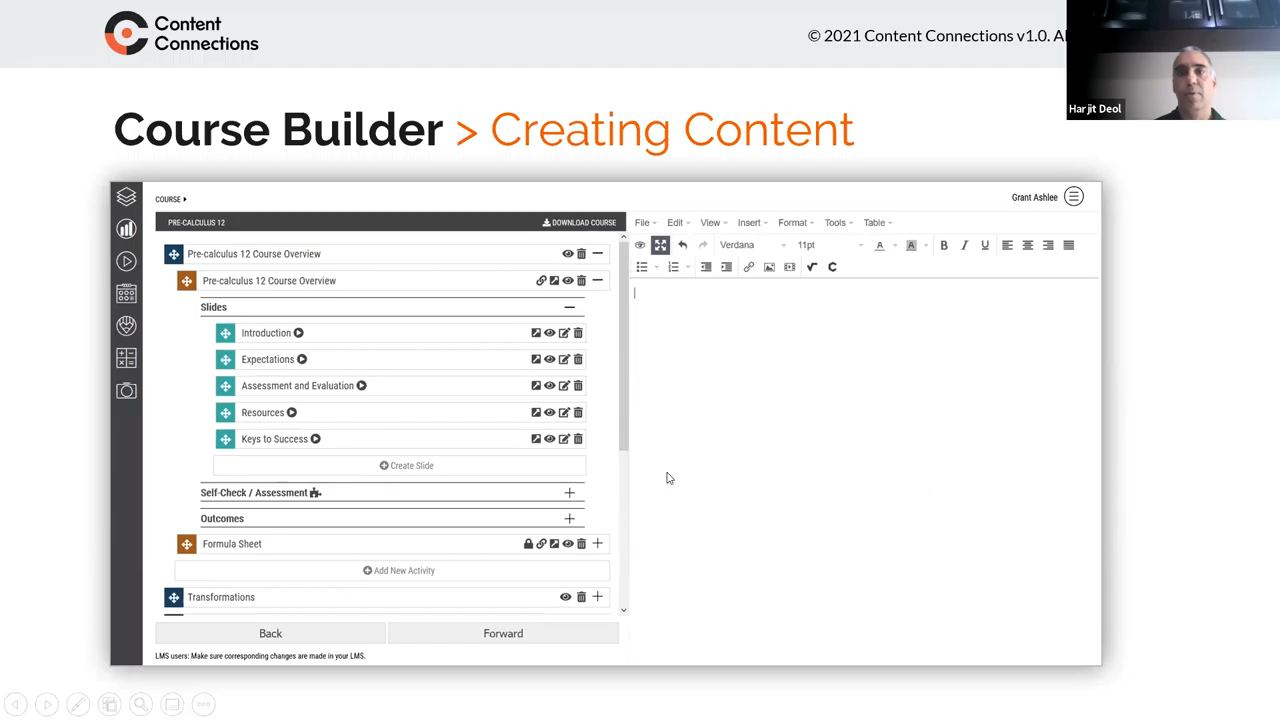 Content
Connections
© 2021 Content Connections v1.0.
Harjit Deol
Course Builder > Creating Content
COURSE
Grant Ashlee
PRE-CALCULUS 12
DOWNLOAD COURSE
File Edit View Insert Format Tools Table
Pre-calculus 12 Course Overview
Verdana 11pt A A B I U
Pre-calculus 12 Course Overview
Slides
Introduction
Expectations
Assessment and Evaluation
Resources
Keys to Success
Create Slide
Self-Check / Assessment
Outcomes
Formula Sheet
Add New Activity
Transformations
Back Forward
LMS users: Make sure corresponding changes are made in your LMS.